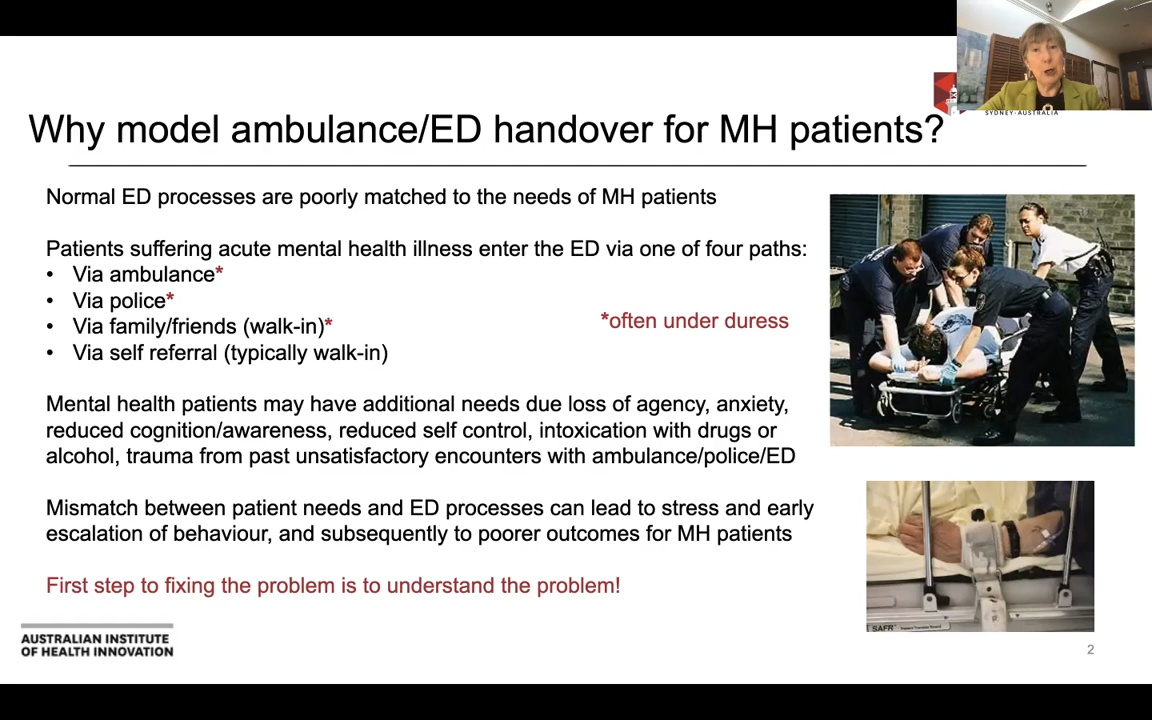 SYDNEY-AUSTRALIA
Why model ambulance/ED handover for MH patients?
Normal ED processes are poorly matched to the needs of MH patients
Patients suffering acute mental health illness enter the ED via one of four paths:
• Via ambulance*
• Via police*
• Via family/friends (walk-in)*
*often under duress
• Via self referral (typically walk-in)
Mental health patients may have additional needs due loss of agency, anxiety,
reduced cognition/awareness, reduced self control, intoxication with drugs or
alcohol, trauma from past unsatisfactory encounters with ambulance/police/ED
Mismatch between patient needs and ED processes can lead to stress and early
escalation of behaviour, and subsequently to poorer outcomes for MH patients
First step to fixing the problem is to understand the problem!
SAFR
AUSTRALIAN INSTITUTE
OF HEALTH INNOVATION
2